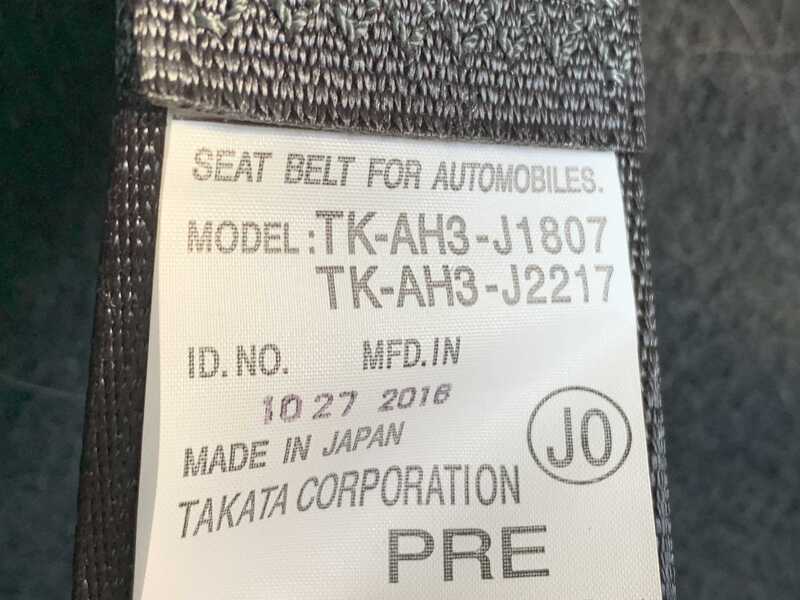 SEAT BELT FOR AUTOMOBILES.
MODEL:TK-AH3-J1807
TK-AH3-J2217
ID.NO. MFD.IN
10 27 2016
MADE IN JAPAN
JO
TAKATA CORPORATION
PRE